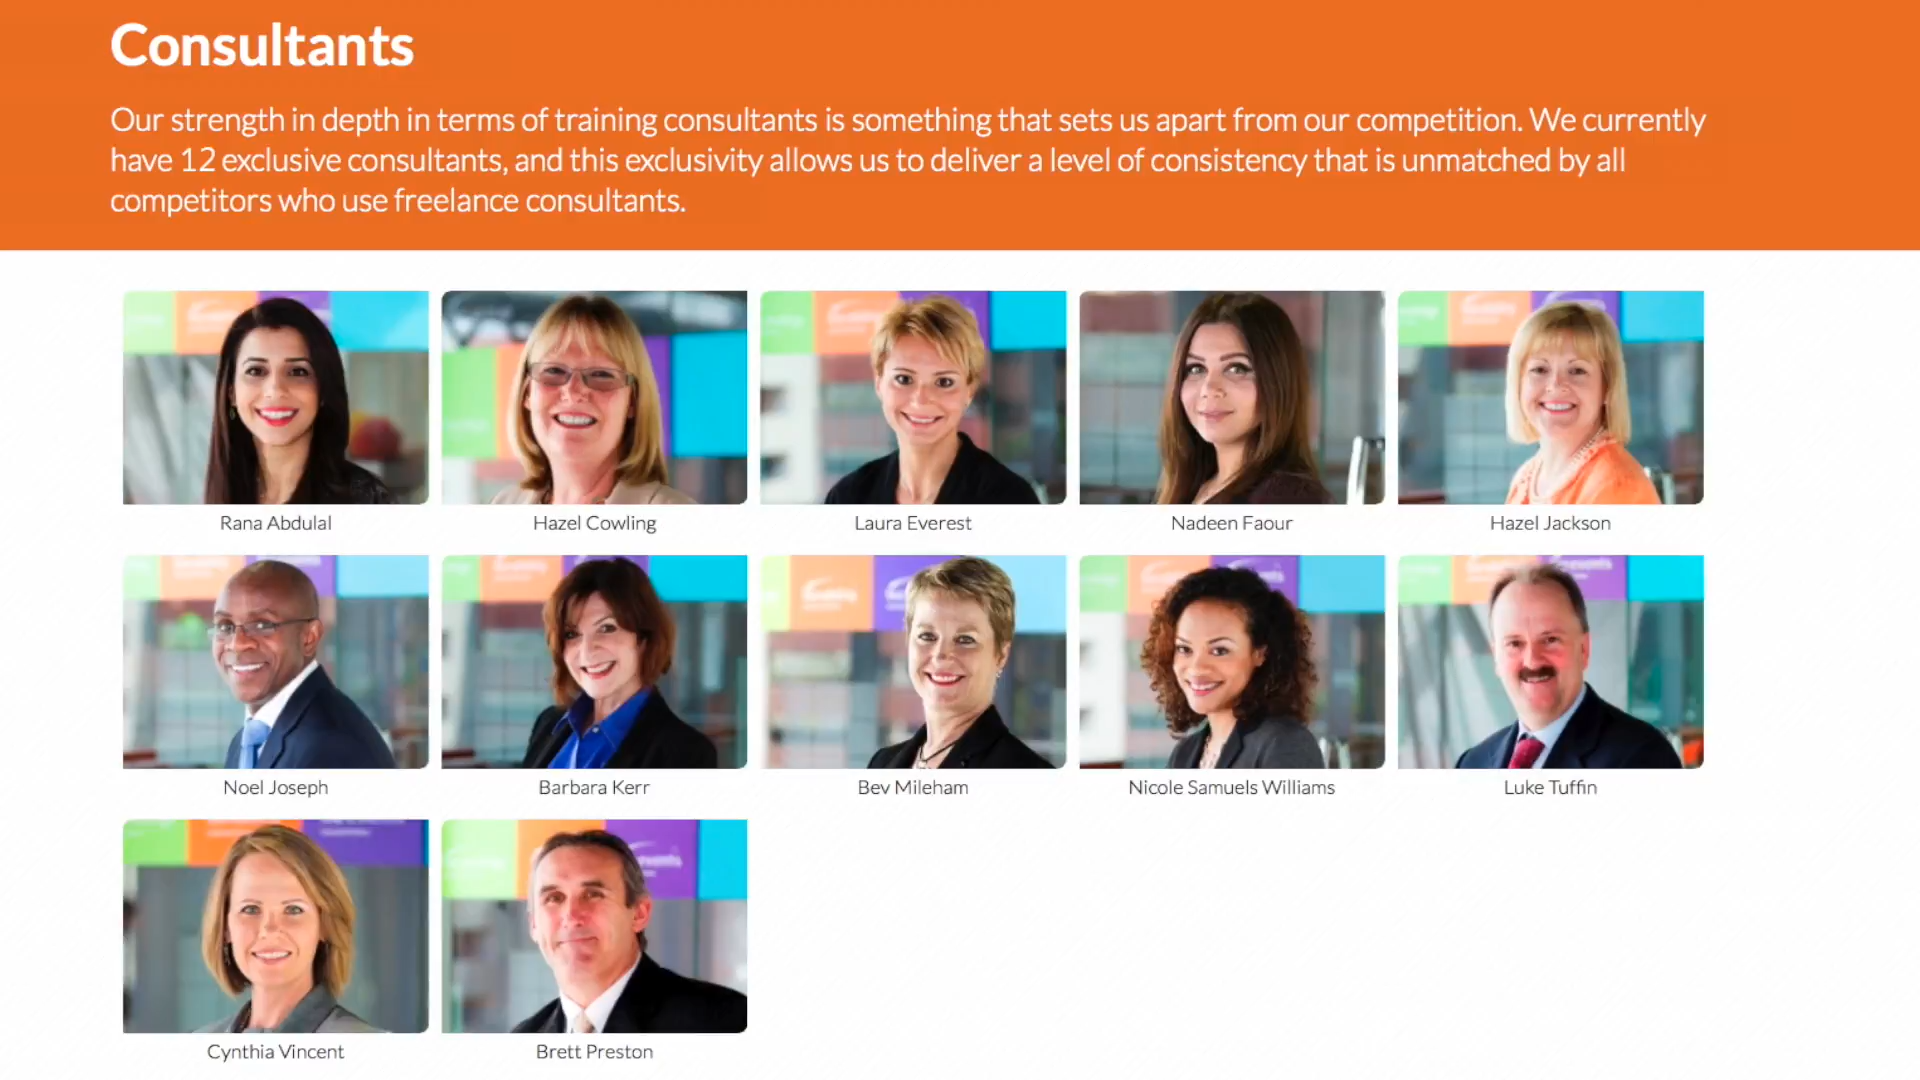 Consultants
Our strength in depth in terms of training consultants is something that sets us apart from our competition. We currently
have 12 exclusive consultants, and this exclusivity allows us to deliver a level of consistency that is unmatched by all
competitors who use freelance consultants.
Rana Abdulal
Hazel Cowling
Laura Everest
Nadeen Faour
Hazel Jackson
Noel Joseph
Barbara Kerr
Bev Mileham
Nicole Samuels Williams
Luke Tuffin
Cynthia Vincent
Brett Preston